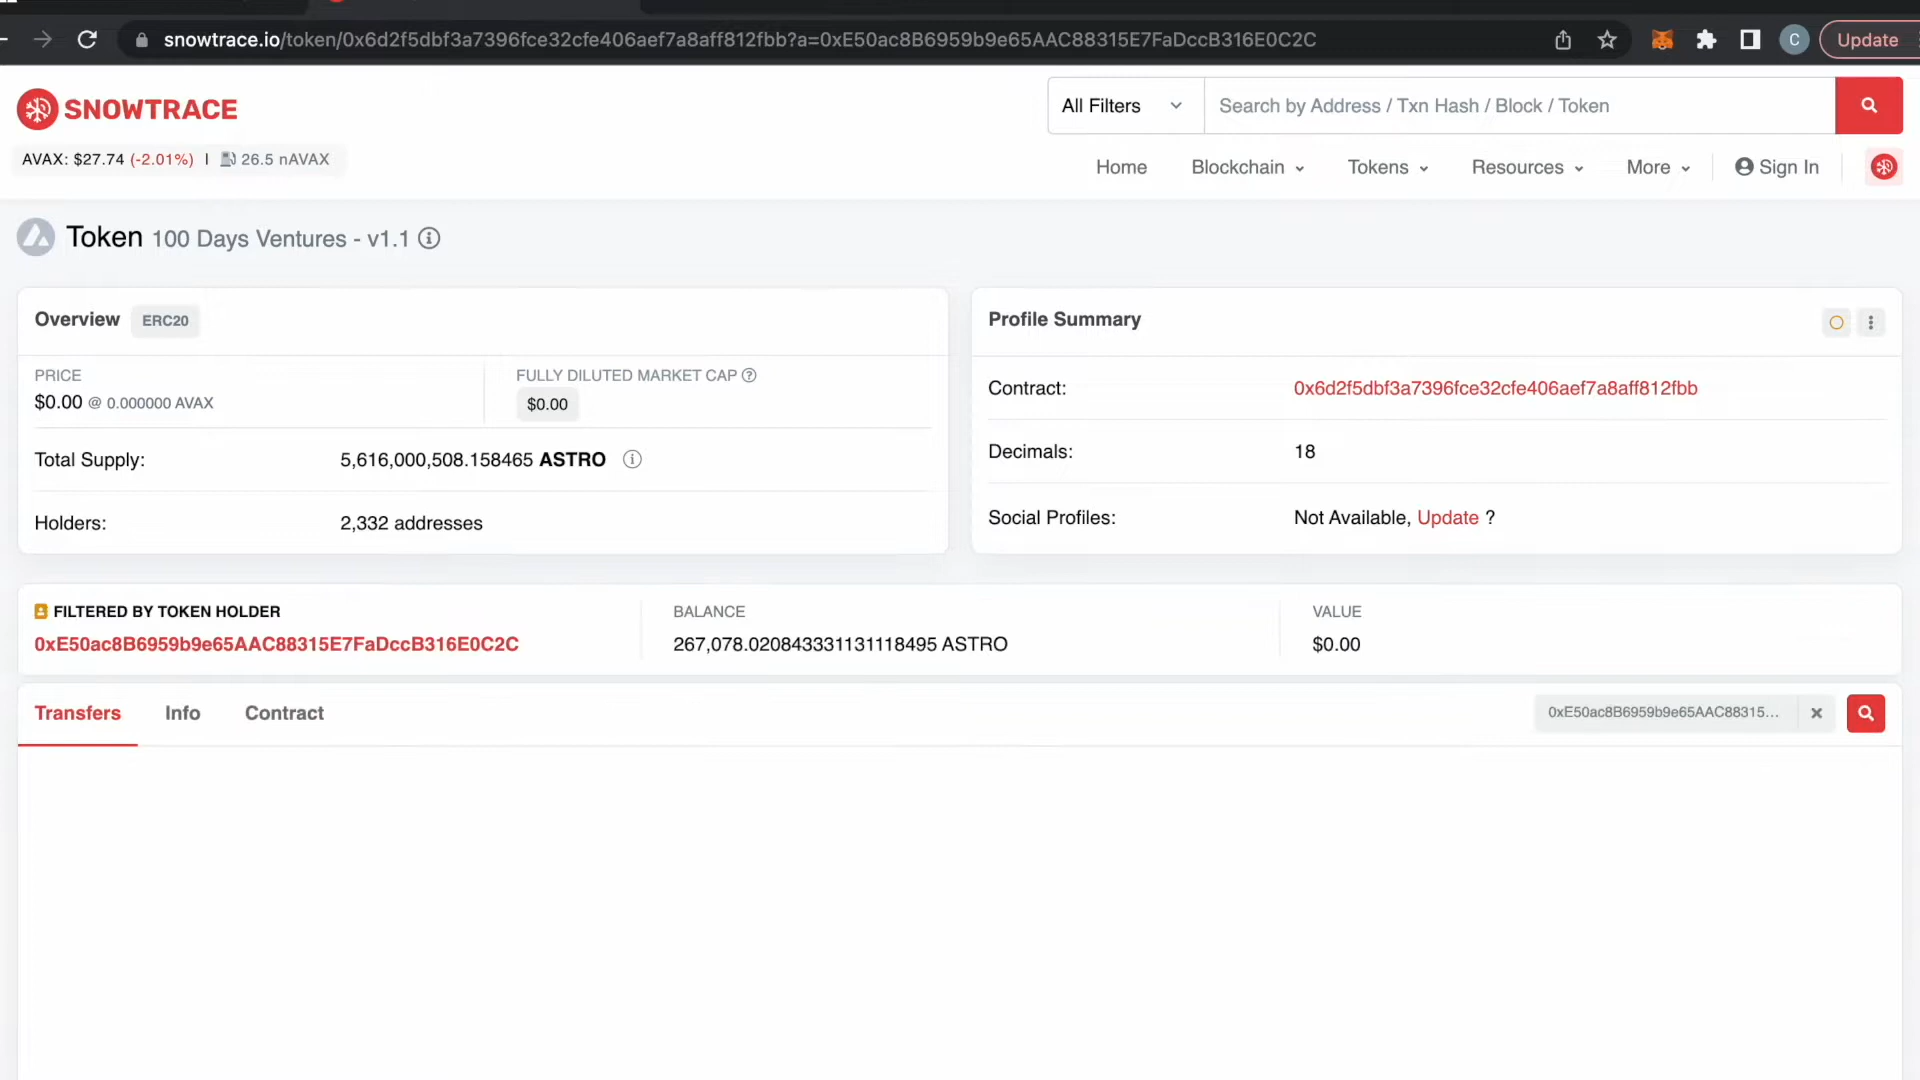 snowtrace.io/token/0x6d2f5dbf3a7396fce32cfe406aef7a8aff812fbb?a=0xE50ac8B6959b9e65AAC88315E7FaDccB316E0C2C
C
Update
SNOWTRACE
All Filters
Search by Address / Txn Hash / Block / Token
AVAX: $27.74 (-2.01%) | 26.5 nAVAX
Home Blockchain Tokens Resources More Sign In
Token 100 Days Ventures - v1.1
Overview ERC20
PRICE
$0.00 @ 0.000000 AVAX
FULLY DILUTED MARKET CAP
$0.00
Total Supply: 5,616,000,508.158465 ASTRO
Holders: 2,332 addresses
Profile Summary
Contract: 0x6d2f5dbf3a7396fce32cfe406aef7a8aff812fbb
Decimals: 18
Social Profiles: Not Available, Update ?
FILTERED BY TOKEN HOLDER
0xE50ac8B6959b9e65AAC88315E7FaDccB316E0C2C
BALANCE
267,078.020843331131118495 ASTRO
VALUE
$0.00
Transfers Info Contract
0xE50ac8B6959b9e65AAC88315...